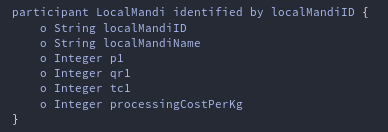 participant LocalMandi identified by localMandiID {
o String localMandiID
o String localMandiName
o Integer p1
o Integer qr1
o Integer tc1
o Integer processingCostPerKg
}